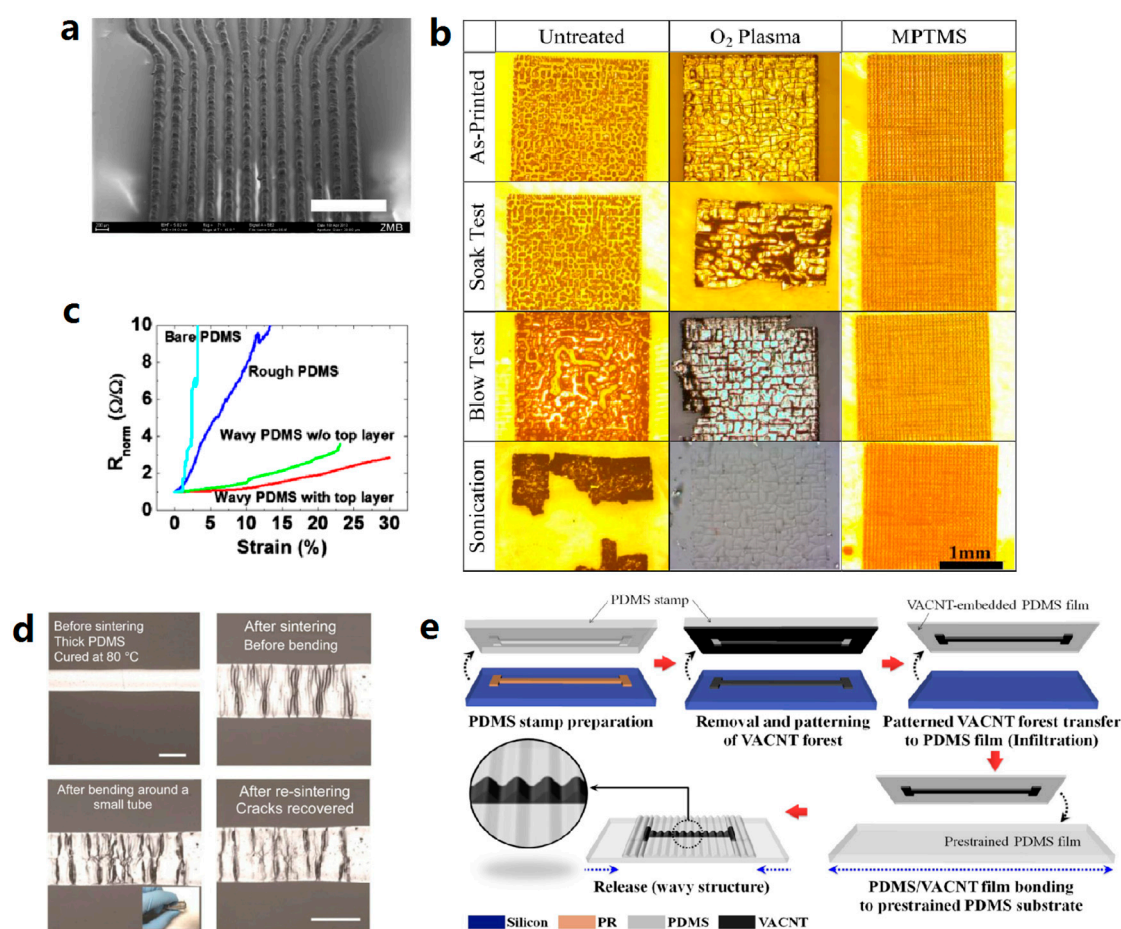 a
ZMB
b
Untreated
O₂ Plasma
MPTMS
As-Printed
Soak Test
Blow Test
Sonication
1mm
c
10
8
6
4
2
0
Bare PDMS
Rough PDMS
Wavy PDMS w/o top layer
Wavy PDMS with top layer
R_norm (Ω/Ω)
0 5 10 15 20 25 30
Strain (%)
d
Before sintering
Thick PDMS
Cured at 80 °C
After sintering
Before bending
After bending around a
small tube
After re-sintering
Cracks recovered
e
PDMS stamp
VACNT-embedded PDMS film
PDMS stamp preparation
Removal and patterning
of VACNT forest
Patterned VACNT forest transfer
to PDMS film (Infiltration)
Prestrained PDMS film
Release (wavy structure)
PDMS/VACNT film bonding
to prestrained PDMS substrate
Silicon PR PDMS VACNT